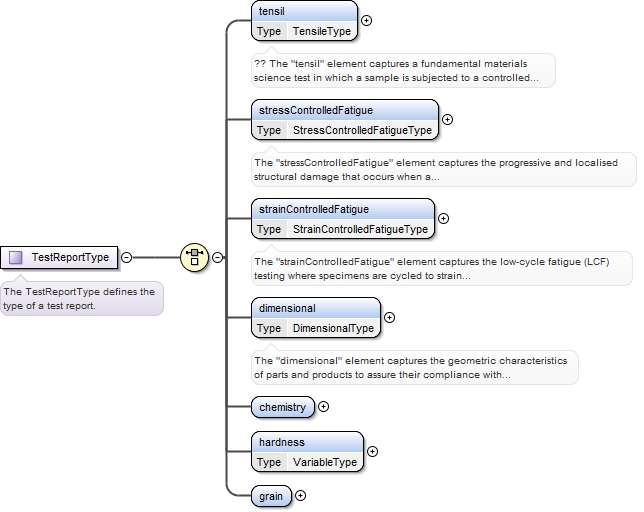 tensil
Type TensileType
?? The "tensil" element captures a fundamental materials
science test in which a sample is subjected to a controlled...
stressControlledFatigue
Type StressControlledFatigueType
The "stressControlledFatigue" element captures the progressive and localised
structural damage that occurs when a...
strainControlledFatigue
Type StrainControlledFatigueType
The "strainControlledFatigue" element captures the low-cycle fatigue (LCF)
testing where specimens are cycled to strain...
TestReportType
The TestReportType defines the
type of a test report.
dimensional
Type DimensionalType
The "dimensional" element captures the geometric characteristics
of parts and products to assure their compliance with...
chemistry
hardness
Type VariableType
grain